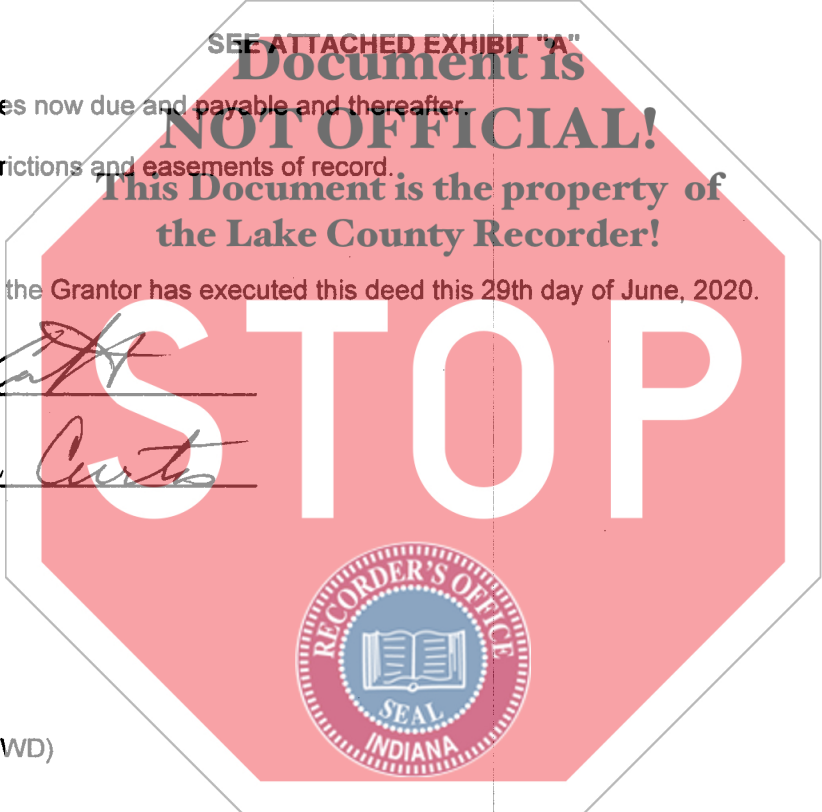 SEE ATTACHED EXHIBIT "A"
Document is
es now due and payable and thereafter.
NOT OFFICIAL!
rictions and easements of record.
This Document is the property of
the Lake County Recorder!
the Grantor has executed this deed this 29th day of June, 2020.
STOP
Curtis
RECORDER'S OFFICE
SEAL
INDIANA
WD)